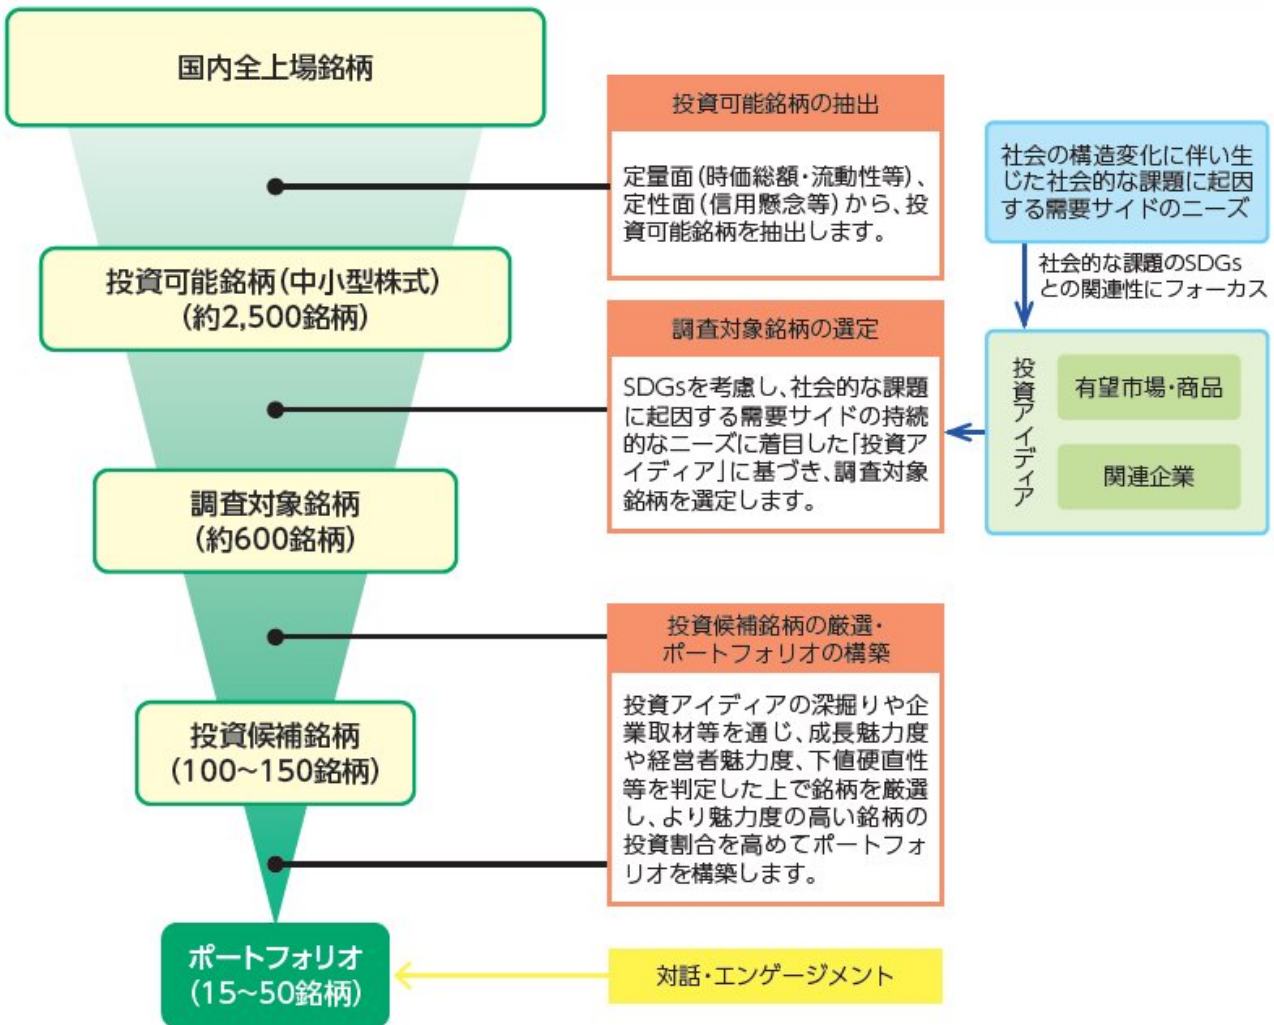 国内全上場銘柄
投資可能銘柄の抽出
定量面(時価総額・流動性等)、
定性面(信用懸念等)から、投
資可能銘柄を抽出します。
社会の構造変化に伴い生
じた社会的な課題に起因
する需要サイドのニーズ
社会的な課題のSDGs
との関連性にフォーカス
投資可能銘柄(中小型株式)
(約2,500銘柄)
調査対象銘柄の選定
SDGsを考慮し、社会的な課題
に起因する需要サイドの持続
的なニーズに着目した「投資ア
イディア」に基づき、調査対象
銘柄を選定します。
投資アイディア
有望市場・商品
関連企業
調査対象銘柄
(約600銘柄)
投資候補銘柄の厳選・
ポートフォリオの構築
投資アイディアの深掘りや企
業取材等を通じ、成長魅力度
や経営者魅力度、下値硬直性
等を判定した上で銘柄を厳選
し、より魅力度の高い銘柄の
投資割合を高めてポートフォ
リオを構築します。
投資候補銘柄
(100~150銘柄)
ポートフォリオ
(15~50銘柄)
対話・エンゲージメント